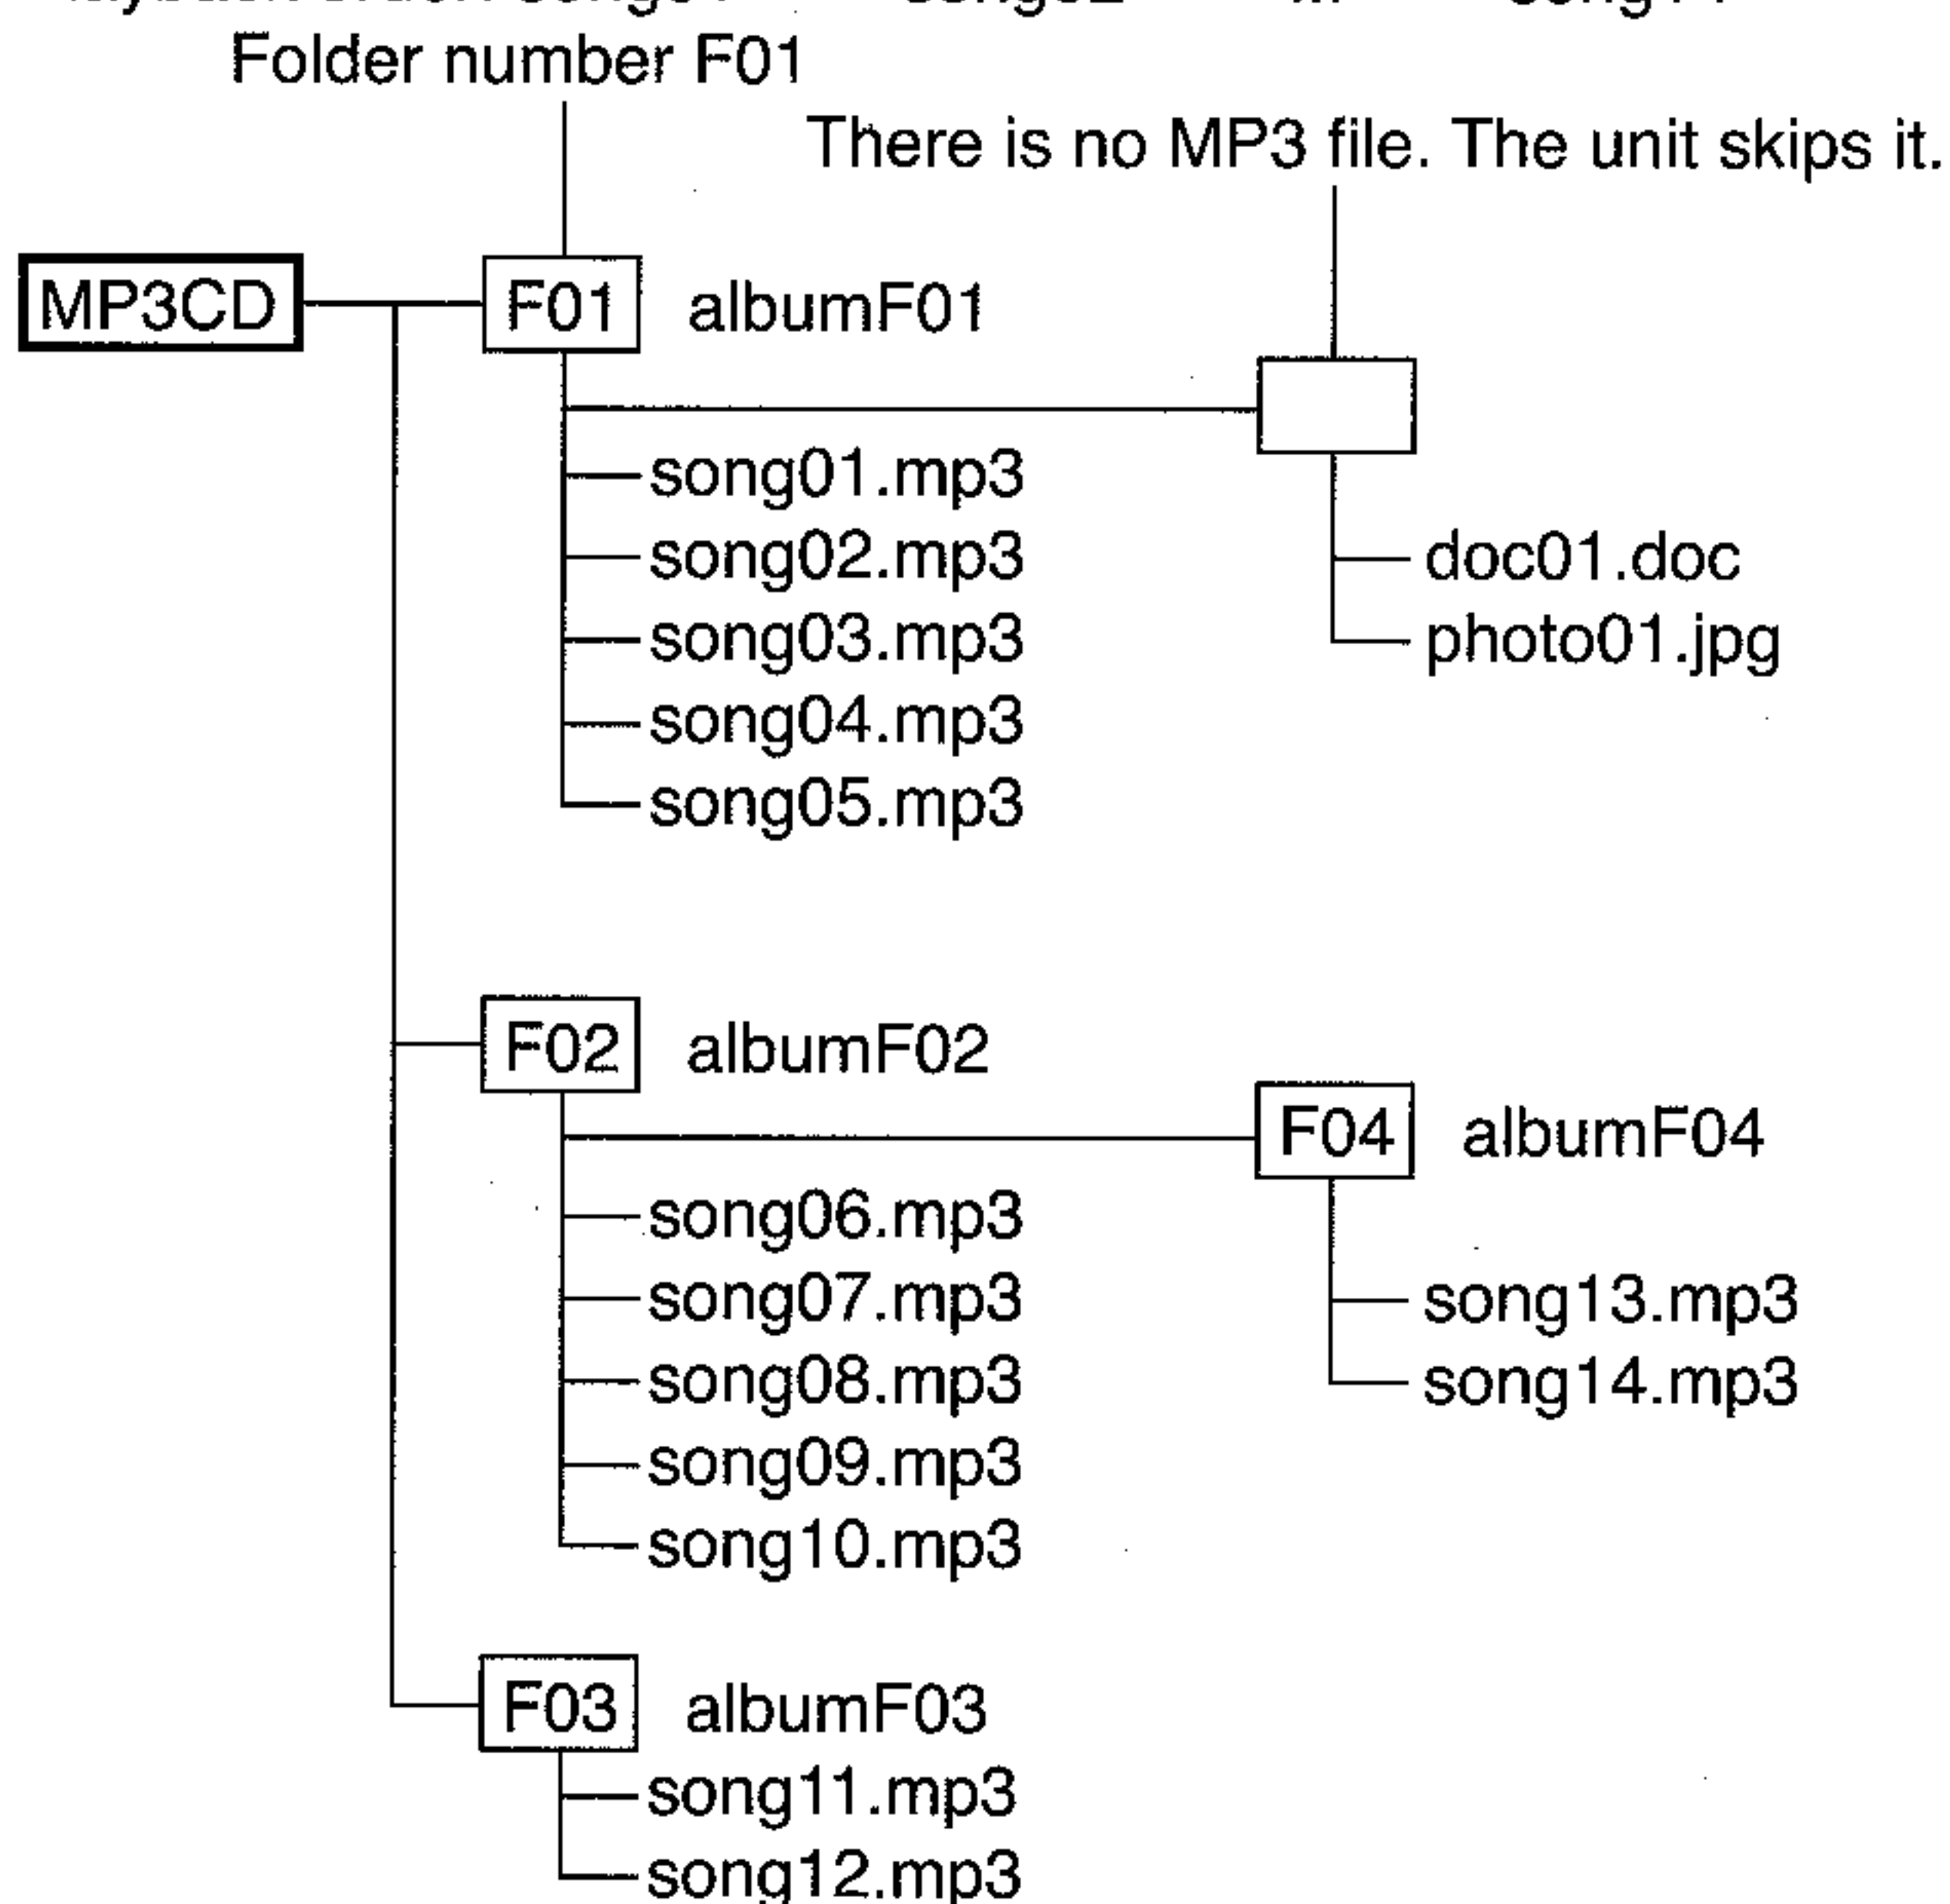 Folder number F01
There is no MP3 file. The unit skips it.
MP3CD
F01 albumF01
song01.mp3
song02.mp3
song03.mp3
song04.mp3
song05.mp3
doc01.doc
photo01.jpg
F02 albumF02
song06.mp3
song07.mp3
song08.mp3
song09.mp3
song10.mp3
F04 albumF04
song13.mp3
song14.mp3
F03 albumF03
song11.mp3
song12.mp3